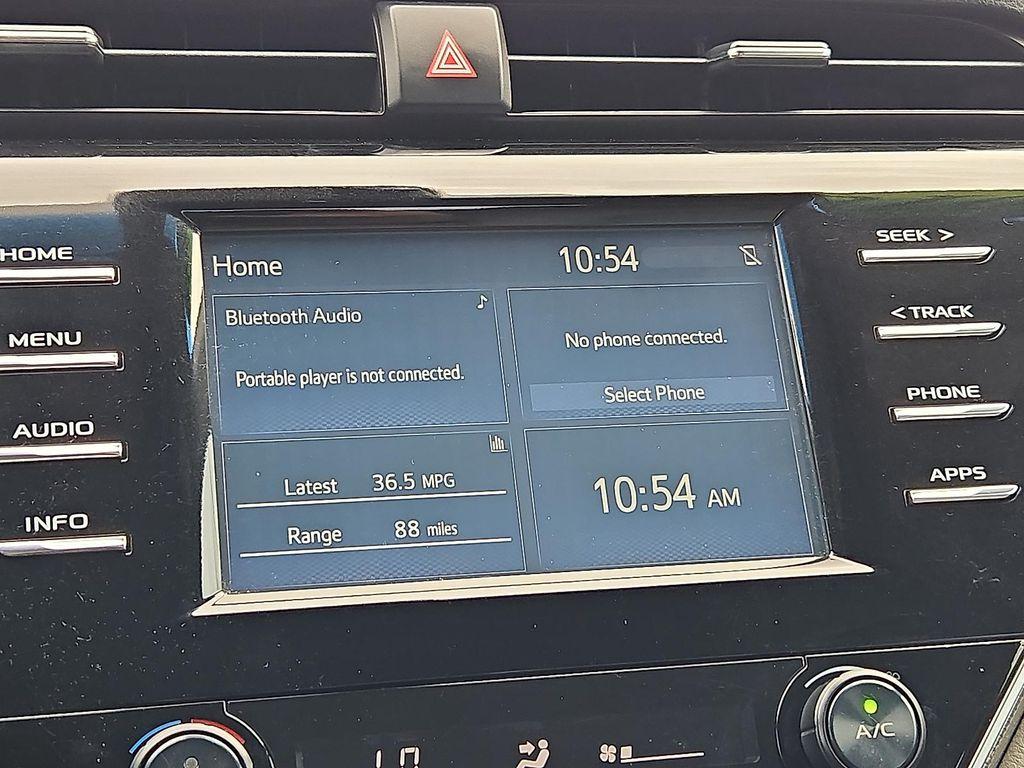 HOME
MENU
AUDIO
INFO
Home 10:54
Bluetooth Audio
Portable player is not connected.
No phone connected.
Select Phone
Latest 36.5 MPG
Range 88 miles
10:54 AM
SEEK >
< TRACK
PHONE
APPS
A/C